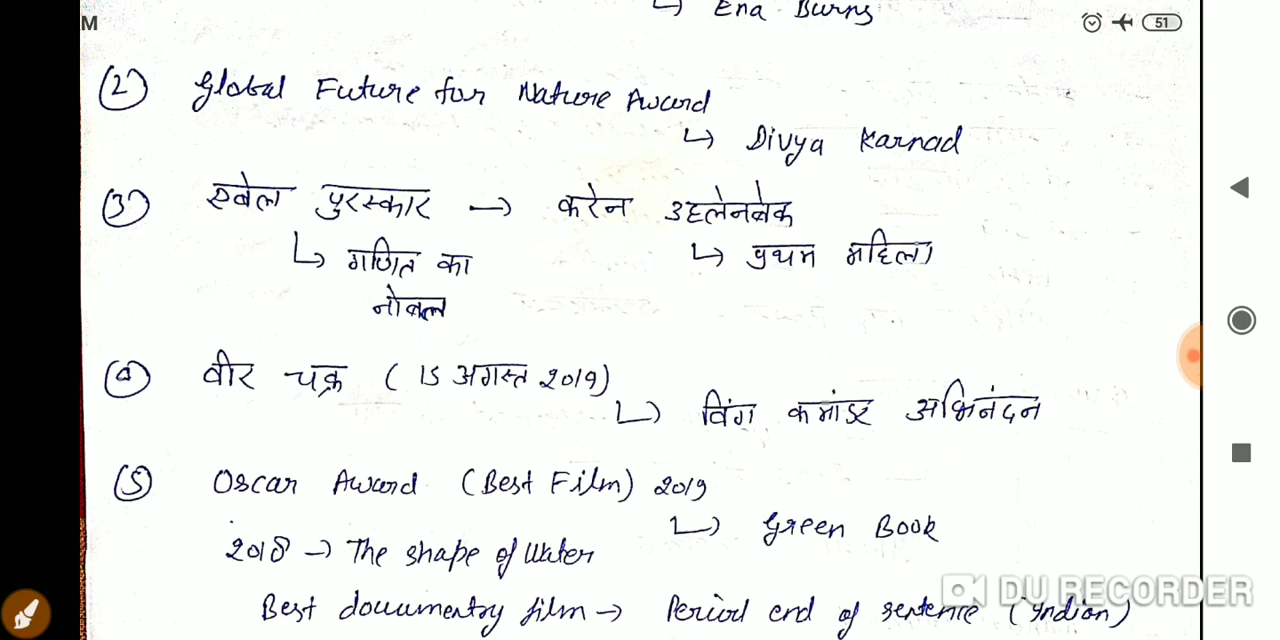 M
↳ Ena Burns
51
(2) Global Future for Nature Award
↳ Divya Karnad
(3) एबेल पुरस्कार → करेन उहलेनबेक
↳ गणित का नोबल
↳ प्रथम महिला
(4) वीर चक्र (15 अगस्त 2019)
↳ विंग कमांडर अभिनंदन
(5) Oscar Award (Best Film) 2019
↳ Green Book
2018 → The shape of water
Best documentry film → Period end of sentence (Indian)
DU RECORDER